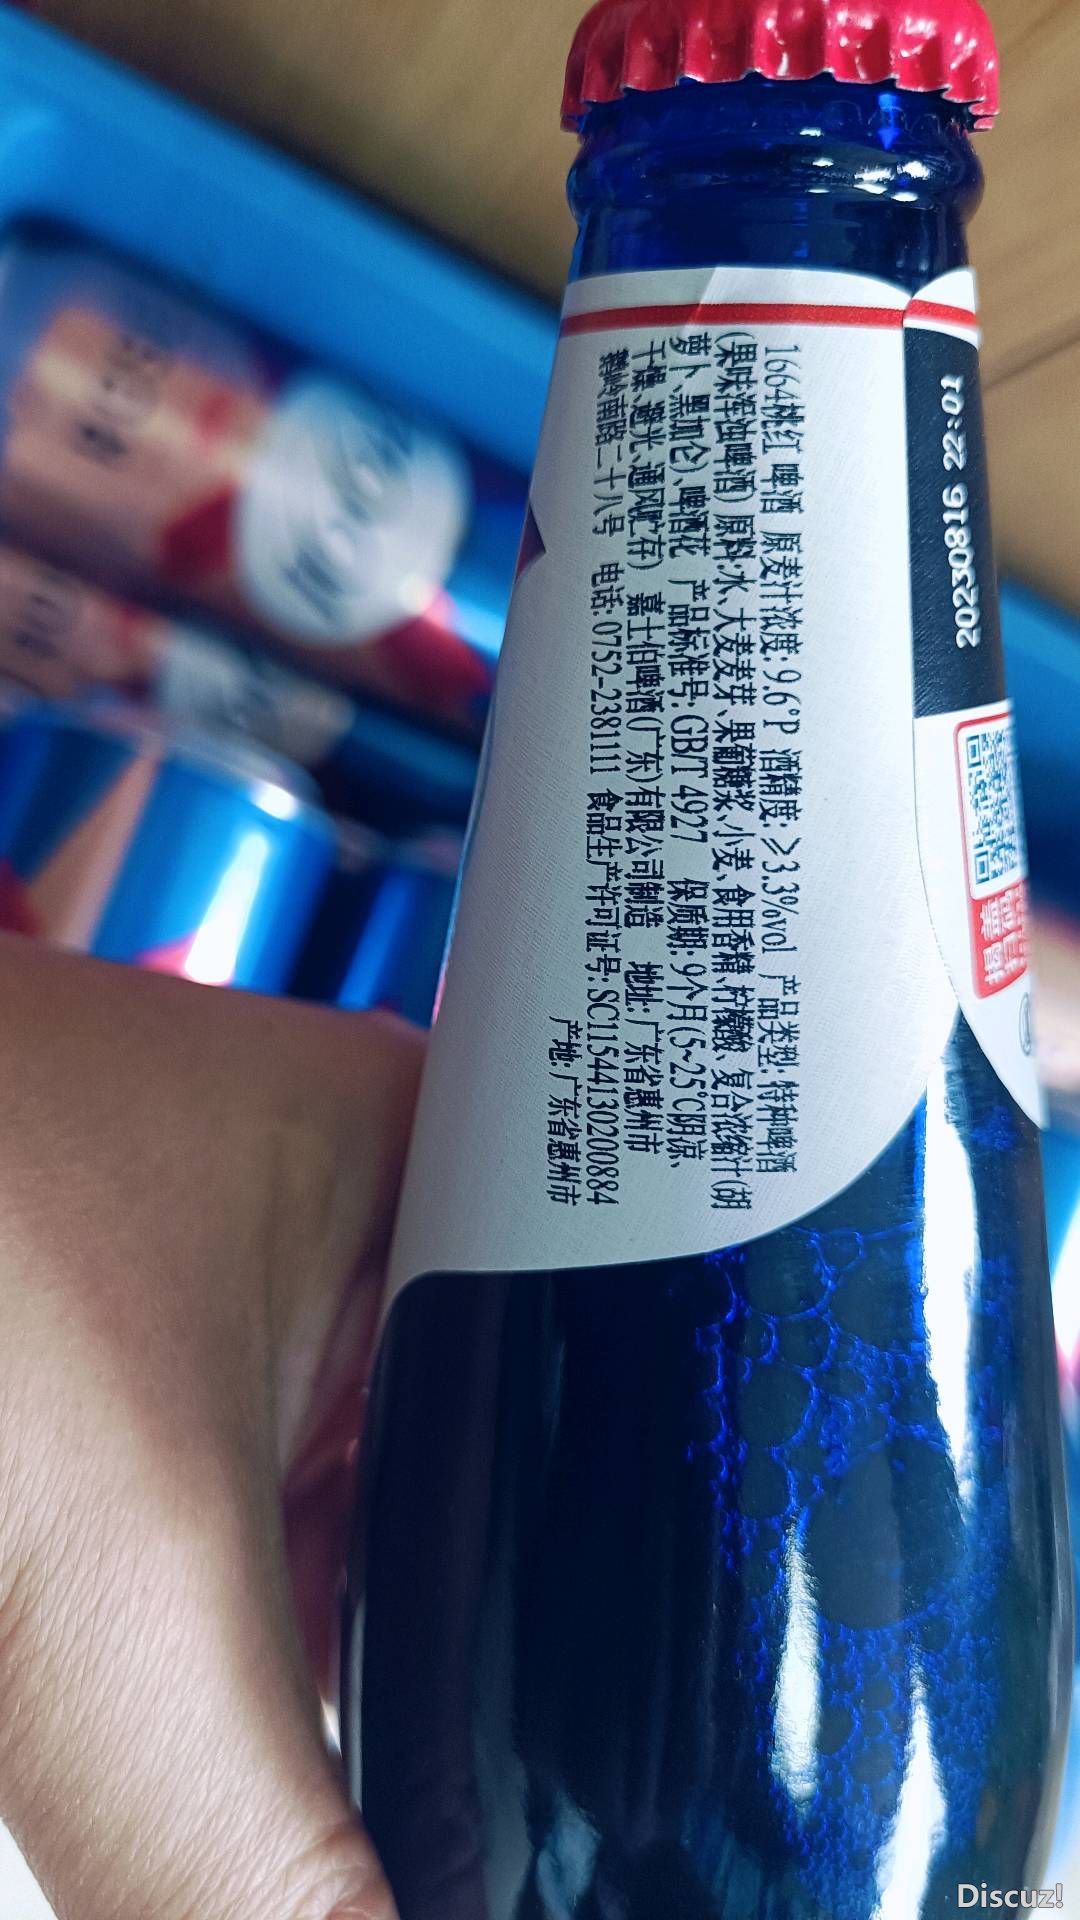 1664桃红 啤酒 原麦汁浓度:9.6°P 酒精度:≥3.3%vol 产品类型:特种啤酒
(果味浑浊啤酒) 原料:水、大麦麦芽、果葡糖浆、小麦、食用香精、柠檬酸、复合浓缩汁(胡
萝卜、黑加仑)、啤酒花 产品标准号:GB/T 4927 保质期:9个月(5~25℃阴凉、
干燥、避光、通风贮存) 嘉士伯啤酒(广东)有限公司制造 地址:广东省惠州市
鹅岭南路二十八号 电话:0752-2381111 食品生产许可证号:SC11544130200884
产地:广东省惠州市
20230816 22:01
Discuz!